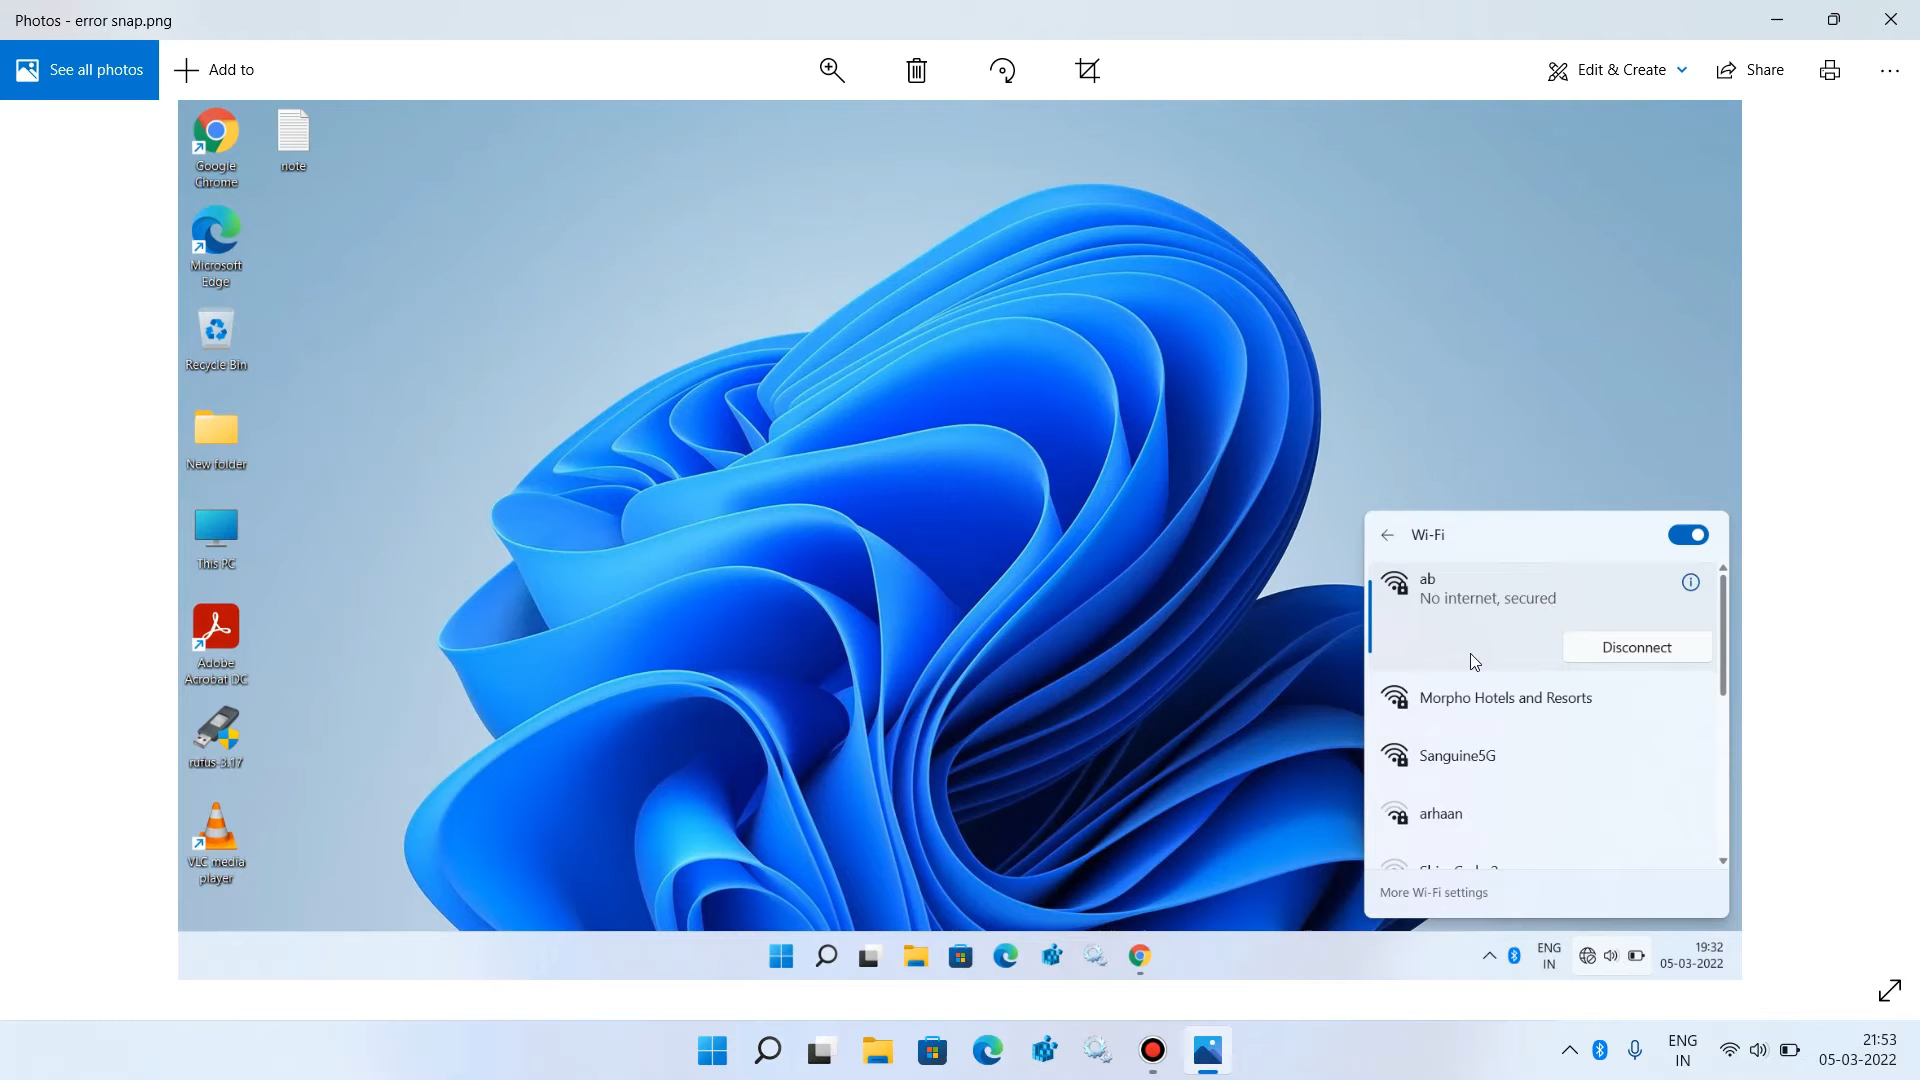 Photos - error snap.png
See all photos
Add to
Edit & Create
Share
Google
Chrome
note
Microsoft
Edge
Recycle Bin
New folder
This PC
Adobe
Acrobat DC
rufus-3.17
VLC media
player
Wi-Fi
ab
No internet, secured
Disconnect
Morpho Hotels and Resorts
Sanguine5G
arhaan
More Wi-Fi settings
ENG
IN
19:32
05-03-2022
ENG
IN
21:53
05-03-2022